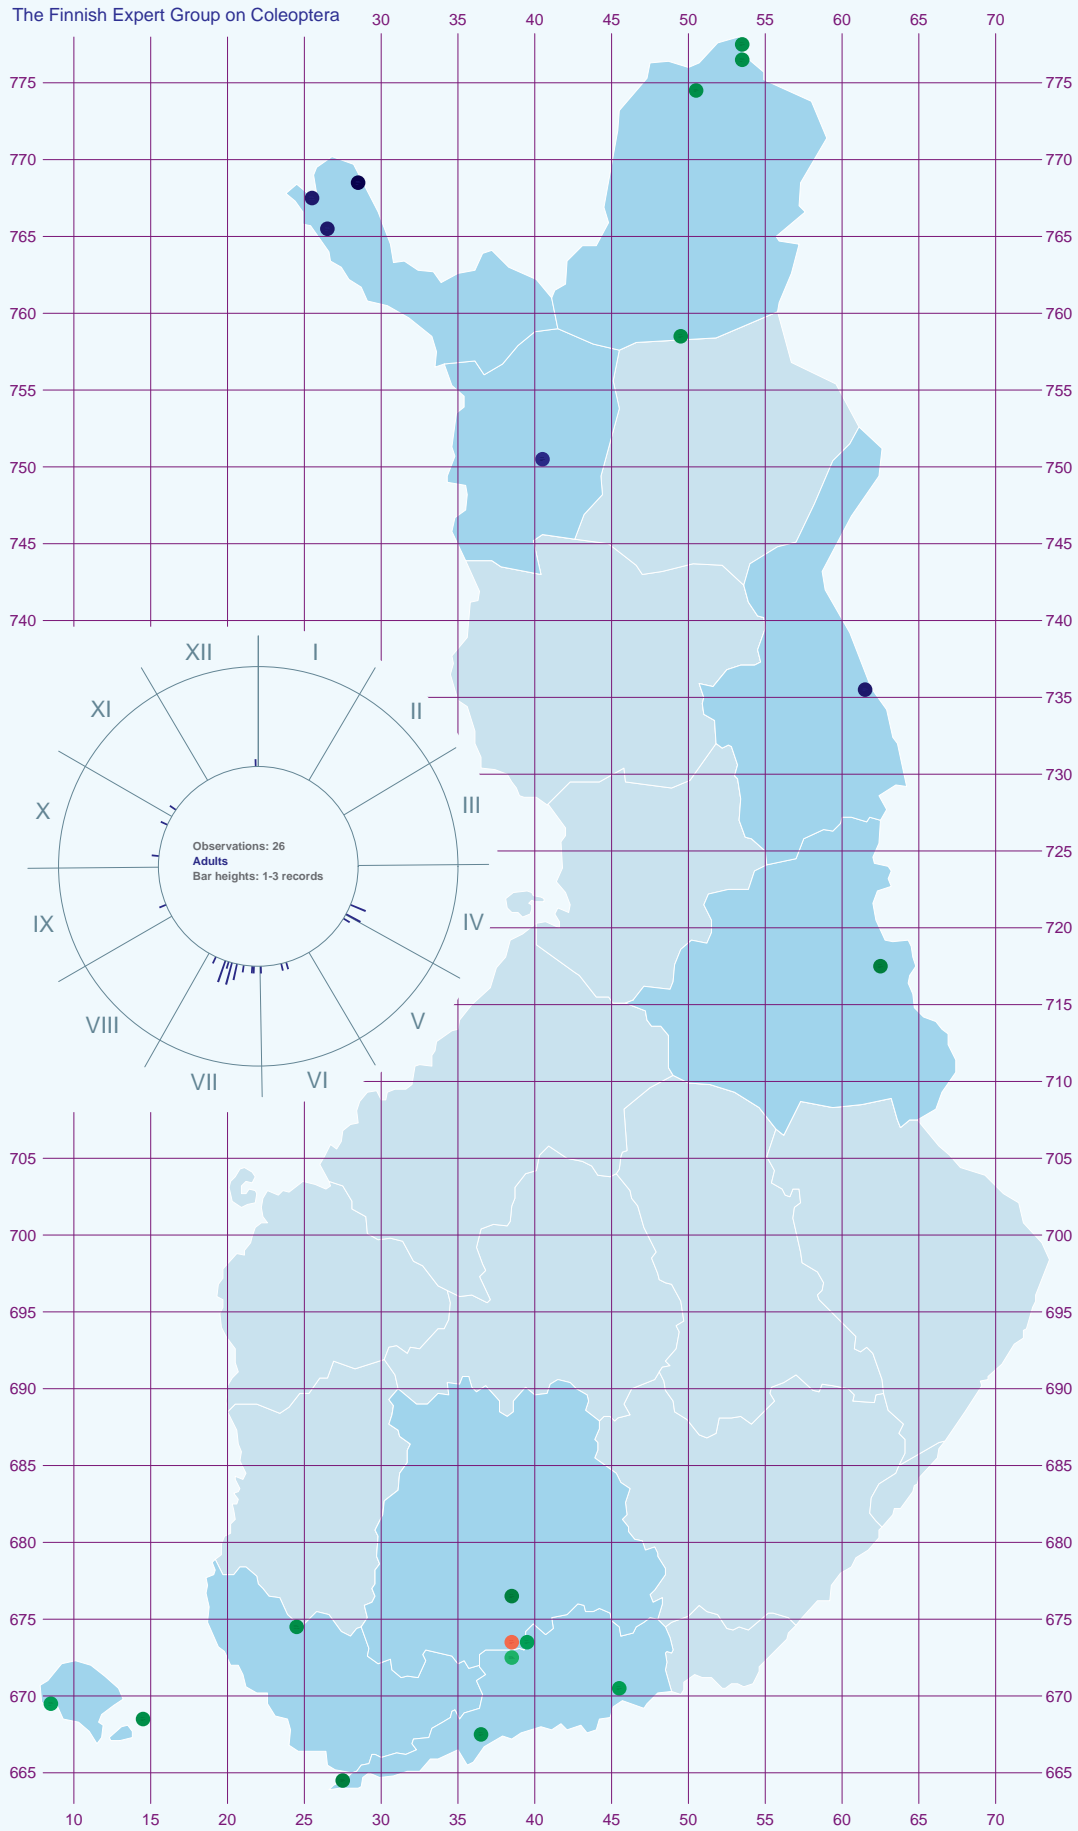 The Finnish Expert Group on Coleoptera
30 40 50 55 60 70
775 775
770 770
765 765
760 760
755 755
750 750
745 745
740 740
XII I
XI II
735
730
X III
725
IX IV
720
715
VIII V
VII VI
710
Observations: 26
Adults
Bar heights: 1-3 records
705 705
700 700
695 695
690 690
685 685
680 680
675 675
670 670
665 665
10 15 20 25 30 35 40 45 50 55 60 65 70